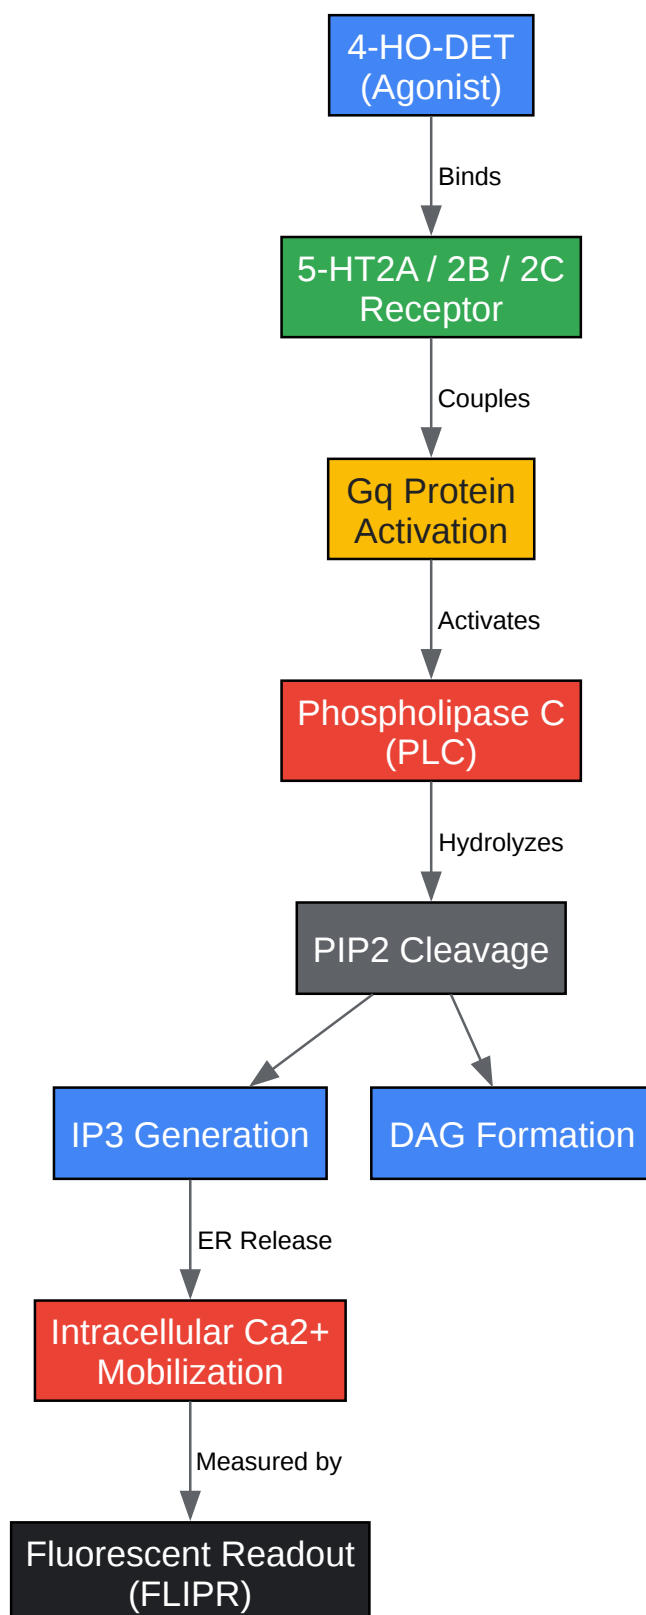 4-HO-DET
(Agonist)
Binds
5-HT2A / 2B / 2C
Receptor
Couples
Gq Protein
Activation
Activates
Phospholipase C
(PLC)
Hydrolyzes
PIP2 Cleavage
IP3 Generation
DAG Formation
ER Release
Intracellular Ca2+
Mobilization
Measured by
Fluorescent Readout
(FLIPR)